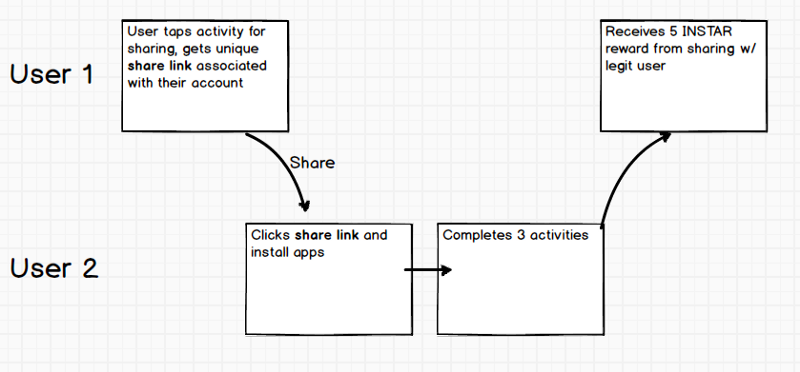 User 1
User taps activity for
sharing, gets unique
share link associated
with their account
Receives 5 INSTAR
reward from sharing w/
legit user
Share
User 2
Clicks share link and
install apps
Completes 3 activities